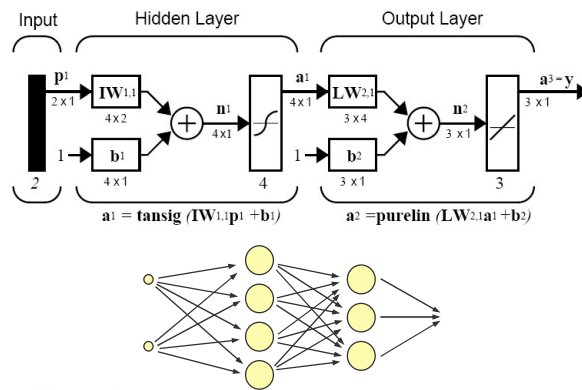 Input Hidden Layer Output Layer
p1 a1 a3 = y
IW1,1 n1 LW2,1 n2
2 x 1 4 x 2 4x1 4 x 1 3 x 4 3 x 1 3 x 1
1 b1 1 b2
2 4 x 1 4 3 x 1 3
a1 = tansig (IW1,1p1 +b1) a2 =purelin (LW2,1a1 +b2)